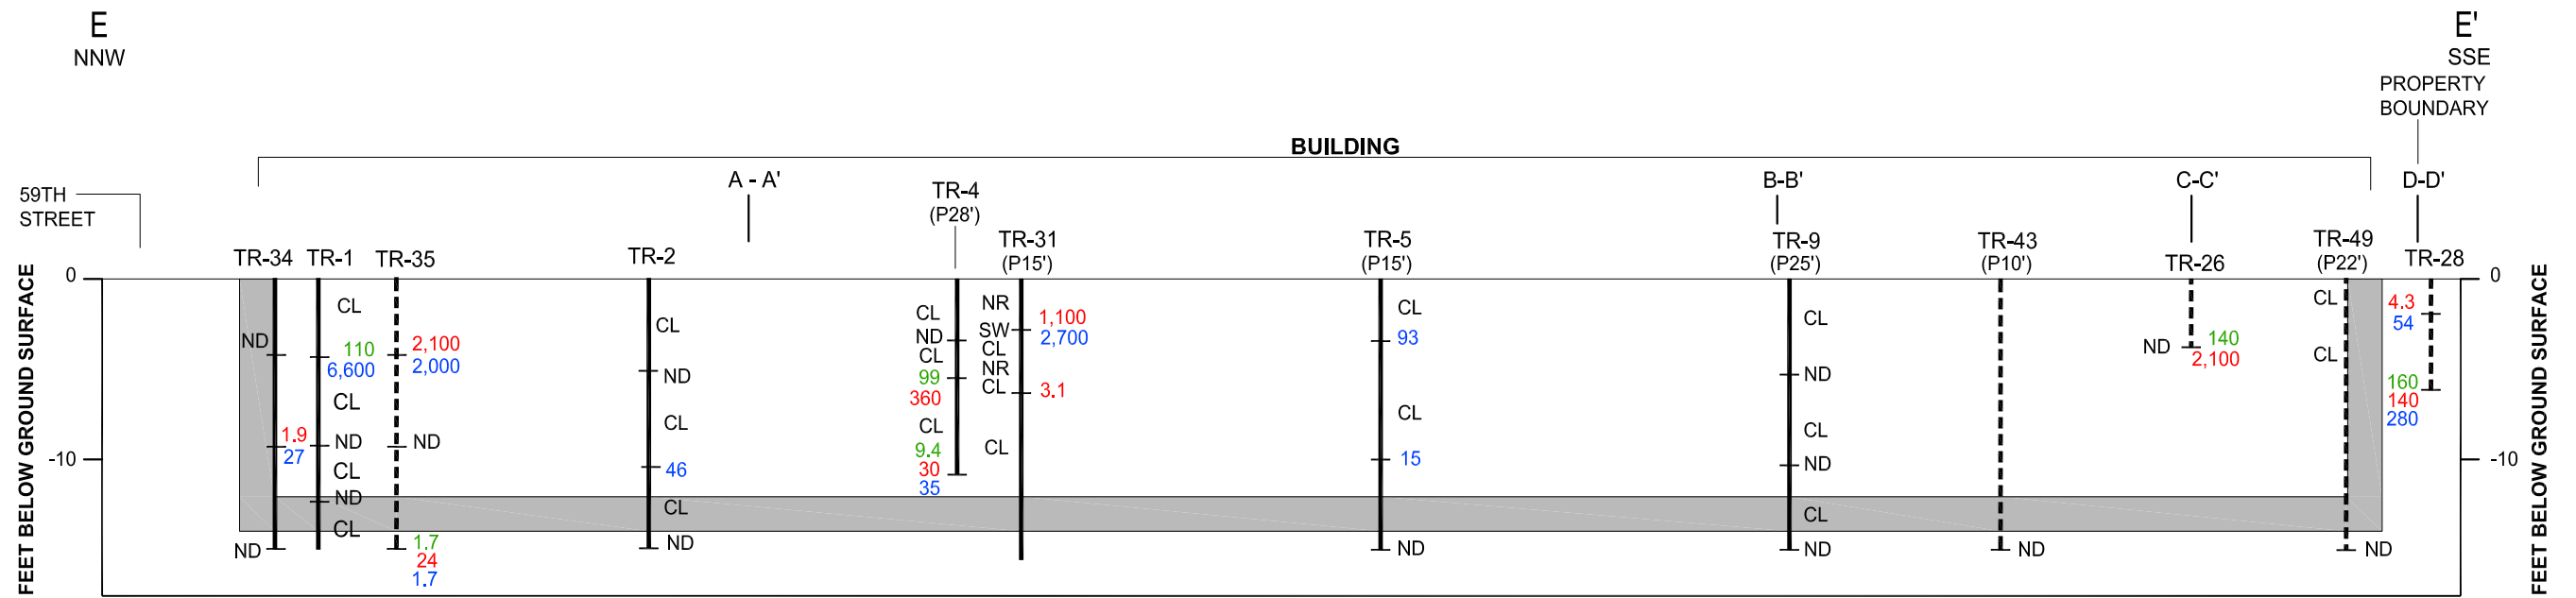 E
NNW
E'
SSE
PROPERTY
BOUNDARY
BUILDING
59TH
STREET
A - A'
B-B'
C-C'
D-D'
TR-34
TR-1
TR-35
TR-2
TR-4
(P28')
TR-31
(P15')
TR-5
(P15')
TR-9
(P25')
TR-43
(P10')
TR-26
TR-49
(P22')
TR-28
FEET BELOW GROUND SURFACE
0
-10
ND
1.9
27
ND
CL
110
6,600
CL
ND
CL
ND
CL
2,100
2,000
ND
1.7
24
1.7
CL
ND
CL
46
CL
ND
CL
ND
CL
99
360
CL
9.4
30
35
NR
SW
1,100
2,700
CL
NR
CL
3.1
CL
CL
93
CL
15
ND
CL
ND
CL
ND
CL
ND
ND
ND
140
2,100
CL
CL
ND
4.3
54
160
140
280
0
-10
FEET BELOW GROUND SURFACE